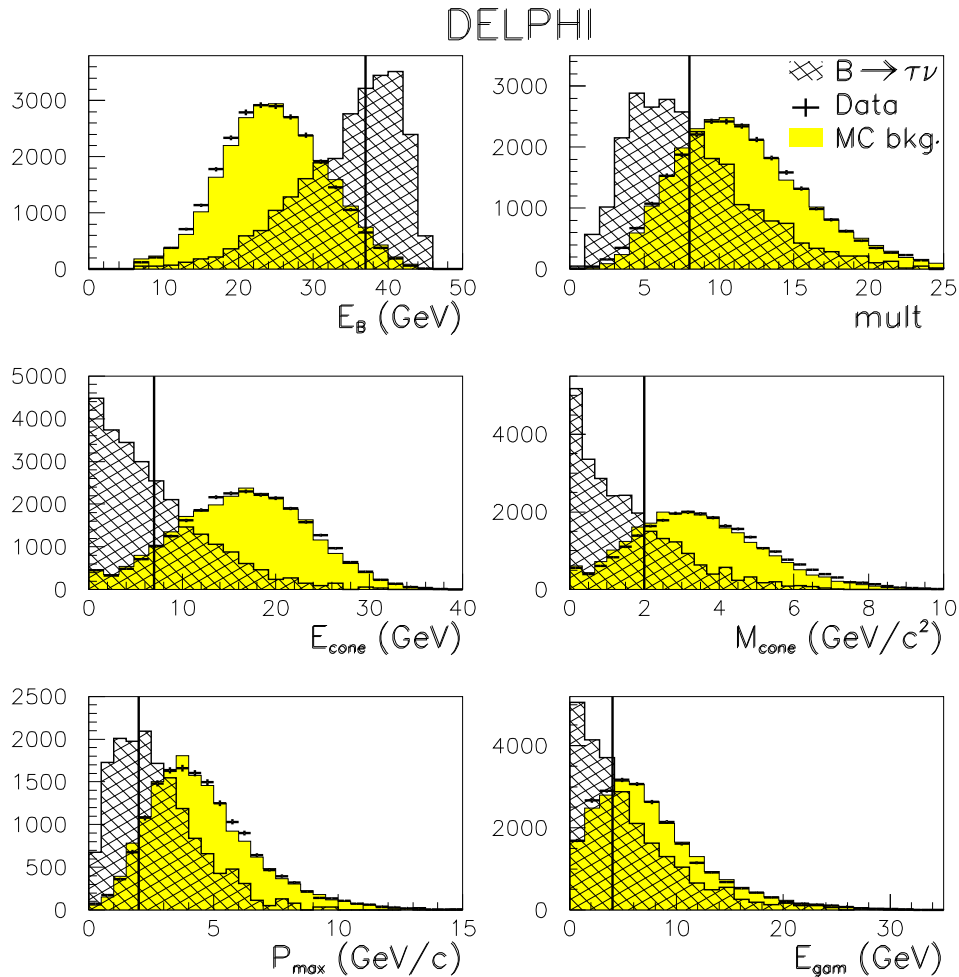 DELPHI
3000
2000
1000
0
0 10 20 30 40 50
E_B (GeV)
3000
2000
1000
0
0 5 10 15 20 25
mult
B → τν
Data
MC bkg.
5000
4000
3000
2000
1000
0
0 10 20 30 40
E_cone (GeV)
4000
2000
0
0 2 4 6 8 10
M_cone (GeV/c²)
2500
2000
1500
1000
500
0
0 5 10 15
P_max (GeV/c)
4000
2000
0
0 10 20 30
E_gam (GeV)